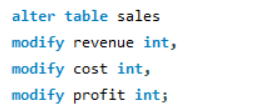 alter table sales
modify revenue int,
modify cost int,
modify profit int;